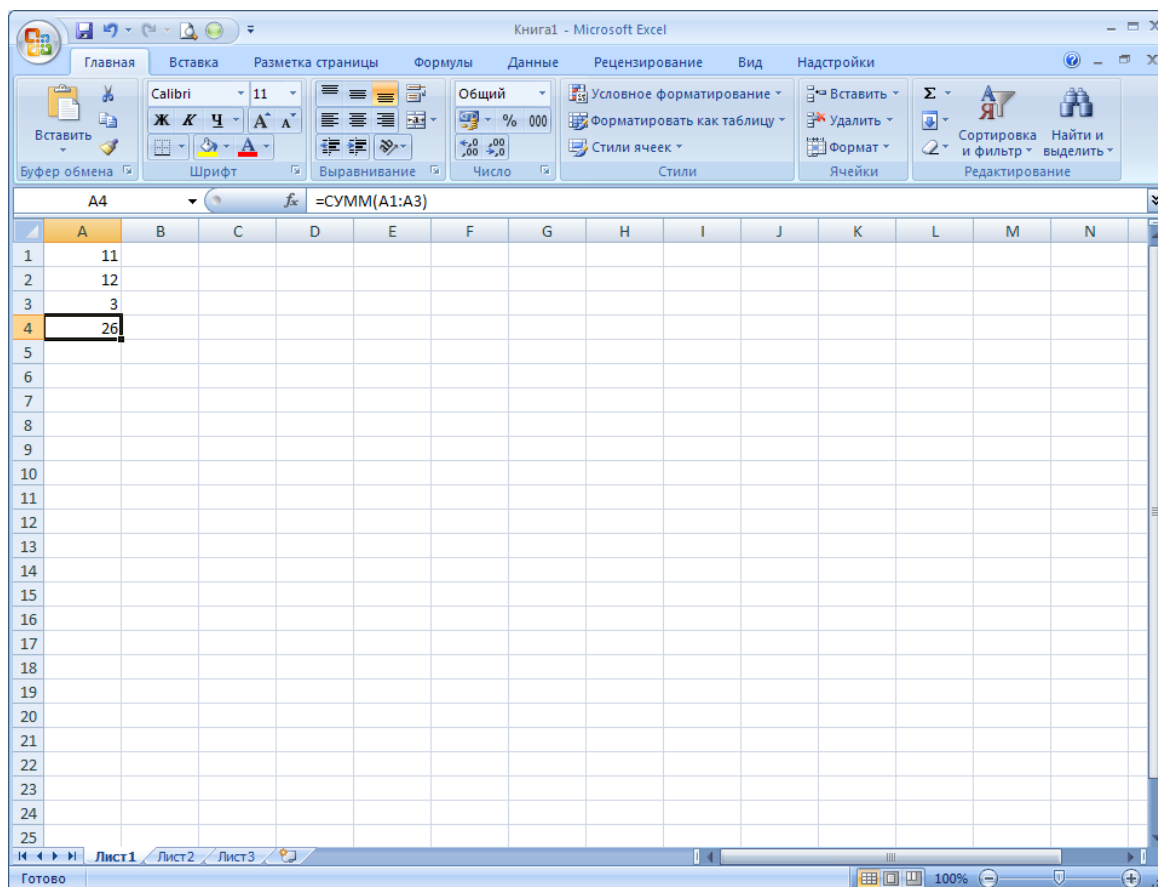 Книга1 - Microsoft Excel
Главная Вставка Разметка страницы Формулы Данные Рецензирование Вид Надстройки
Calibri 11 Общий Условное форматирование Вставить Σ
Вставить Ж К Ч A A % 000 Форматировать как таблицу Удалить Сортировка и фильтр Найти и выделить
A Стили ячеек Формат
Буфер обмена Шрифт Выравнивание Число Стили Ячейки Редактирование
A4 fx =СУММ(A1:A3)
A B C D E F G H I J K L M N
1 11
2 12
3 3
4 26
5
6
7
8
9
10
11
12
13
14
15
16
17
18
19
20
21
22
23
24
25
Лист1 Лист2 Лист3
Готово 100%